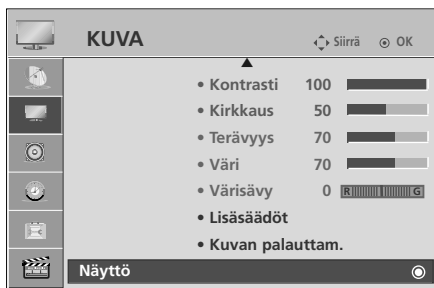 KUVA Siirrä OK
• Kontrasti 100
• Kirkkaus 50
• Terävyys 70
• Väri 70
• Värisävy 0 R G
• Lisäsäädöt
• Kuvan palauttam.
Näyttö